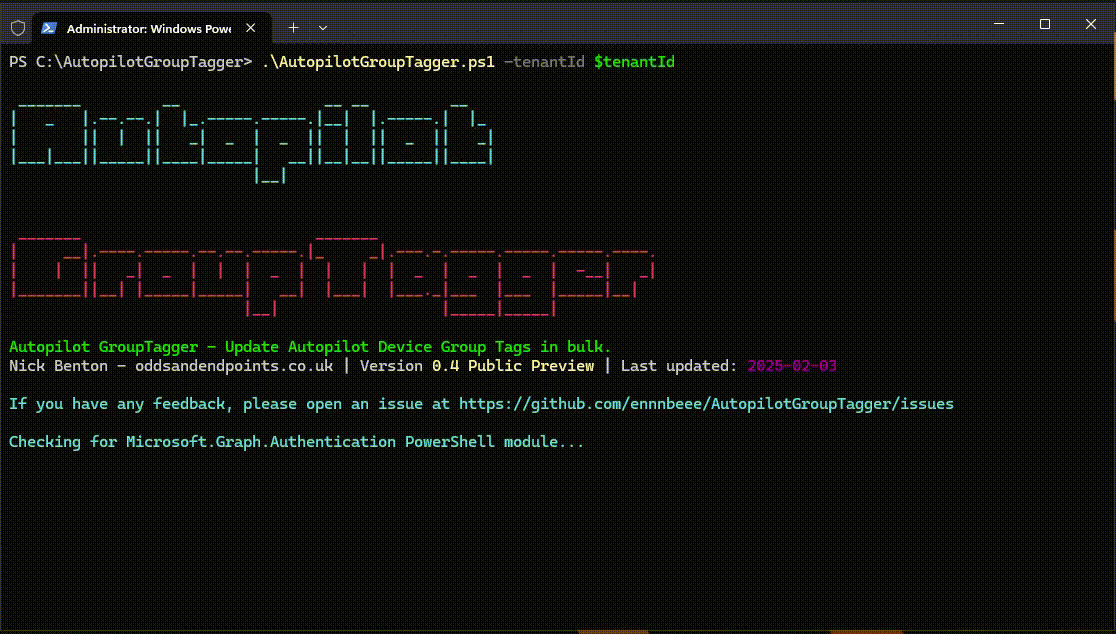 Administrator: Windows Powe
PS C:\AutopilotGroupTagger> .\AutopilotGroupTagger.ps1 -tenantId $tenantId
Autopilot
GroupTagger
Autopilot GroupTagger - Update Autopilot Device Group Tags in bulk.
Nick Benton - oddsandendpoints.co.uk | Version 0.4 Public Preview | Last updated: 2025-02-03
If you have any feedback, please open an issue at https://github.com/ennnbeee/AutopilotGroupTagger/issues
Checking for Microsoft.Graph.Authentication PowerShell module...